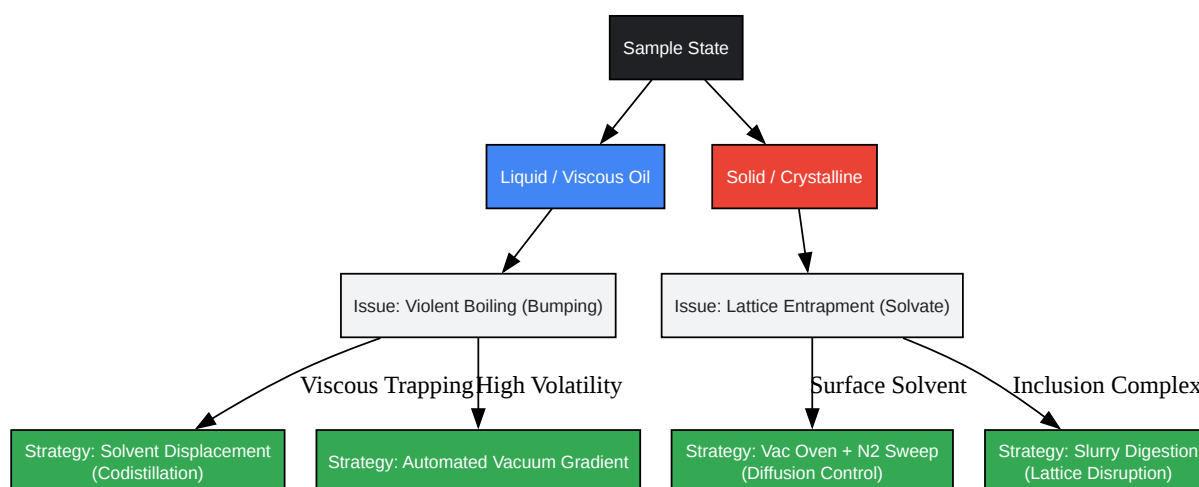 Sample State
Liquid / Viscous Oil
Solid / Crystalline
Issue: Violent Boiling (Bumping)
Issue: Lattice Entrapment (Solvate)
Viscous Trapping
High Volatility
Surface Solvent
Inclusion Complex
Strategy: Solvent Displacement
(Codistillation)
Strategy: Automated Vacuum Gradient
Strategy: Vac Oven + N2 Sweep
(Diffusion Control)
Strategy: Slurry Digestion
(Lattice Disruption)